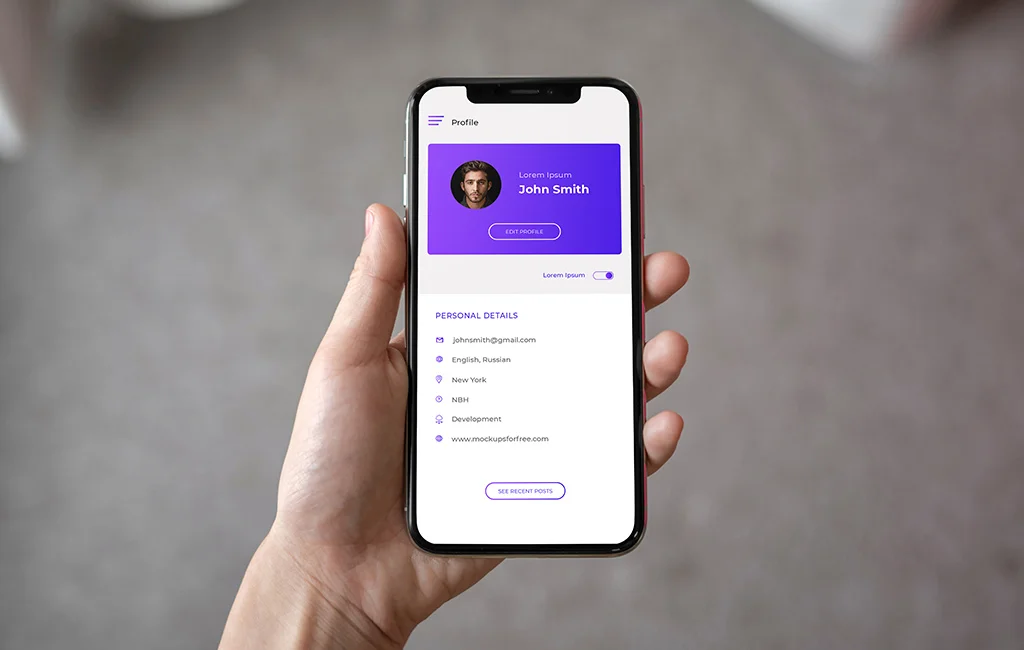 Profile
Lorem Ipsum
John Smith
EDIT PROFILE
Lorem Ipsum
PERSONAL DETAILS
johnsmith@gmail.com
English, Russian
New York
NBH
Development
www.mockupsforfree.com
SEE RECENT POSTS